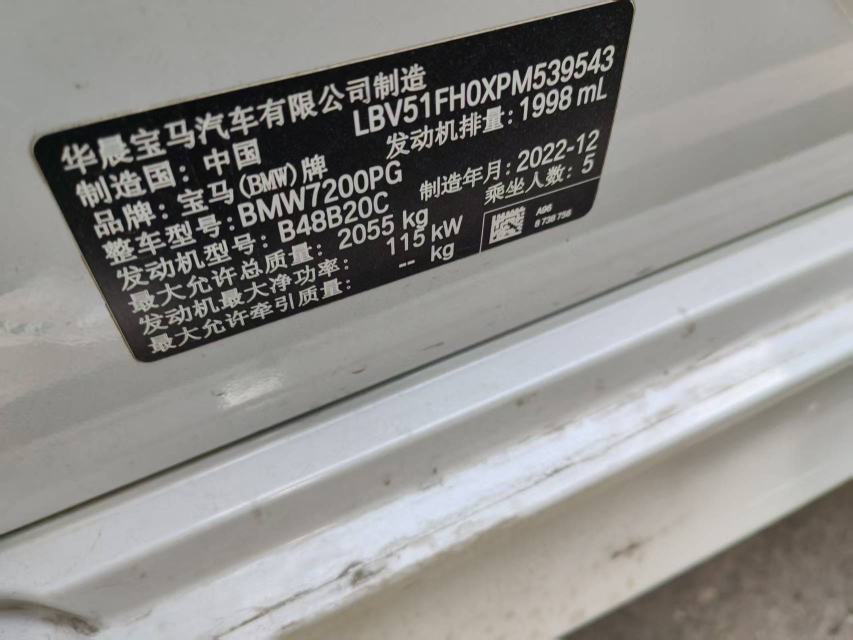 华晨宝马汽车有限公司制造
制造国：中国 LBV51FH0XPM539543
品牌：宝马(BMW)牌 发动机排量：1998 mL
整车型号：BMW7200PG
发动机型号：B48B20C 制造年月：2022-12
最大允许总质量：2055 kg 乘坐人数：5
发动机最大净功率：115 kW
最大允许牵引质量：-- kg
A96
8 738 756